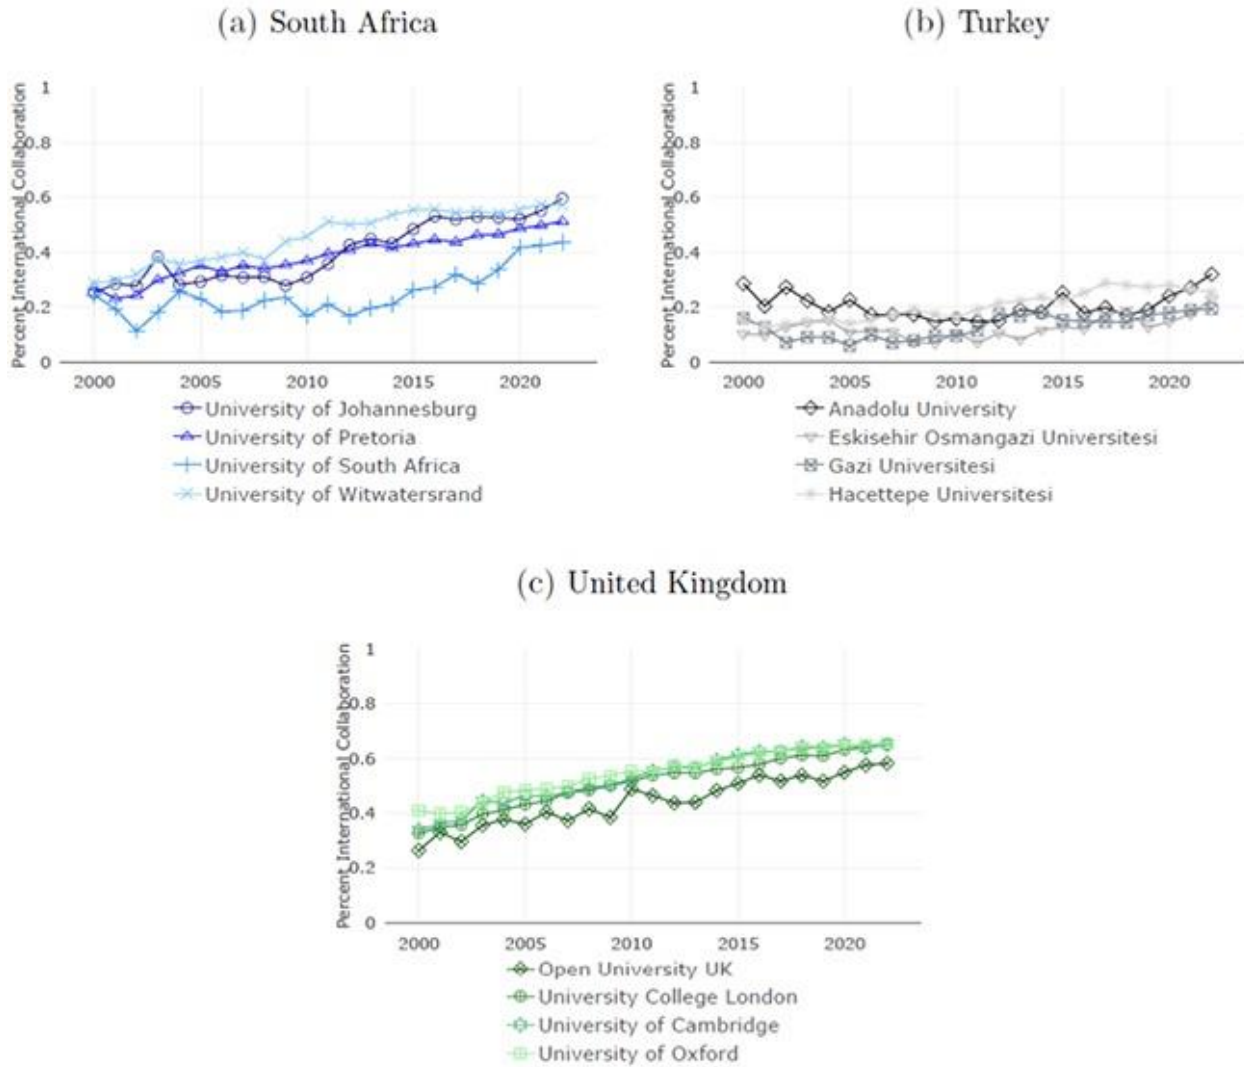 (a) South Africa
Percent International Collaboration
1
0.8
0.6
0.4
0.2
0
2000 2005 2010 2015 2020
University of Johannesburg
University of Pretoria
University of South Africa
University of Witwatersrand
(b) Turkey
Percent International Collaboration
1
0.8
0.6
0.4
0.2
0
2000 2005 2010 2015 2020
Anadolu University
Eskisehir Osmangazi Universitesi
Gazi Universitesi
Hacettepe Universitesi
(c) United Kingdom
Percent International Collaboration
1
0.8
0.6
0.4
0.2
0
2000 2005 2010 2015 2020
Open University UK
University College London
University of Cambridge
University of Oxford